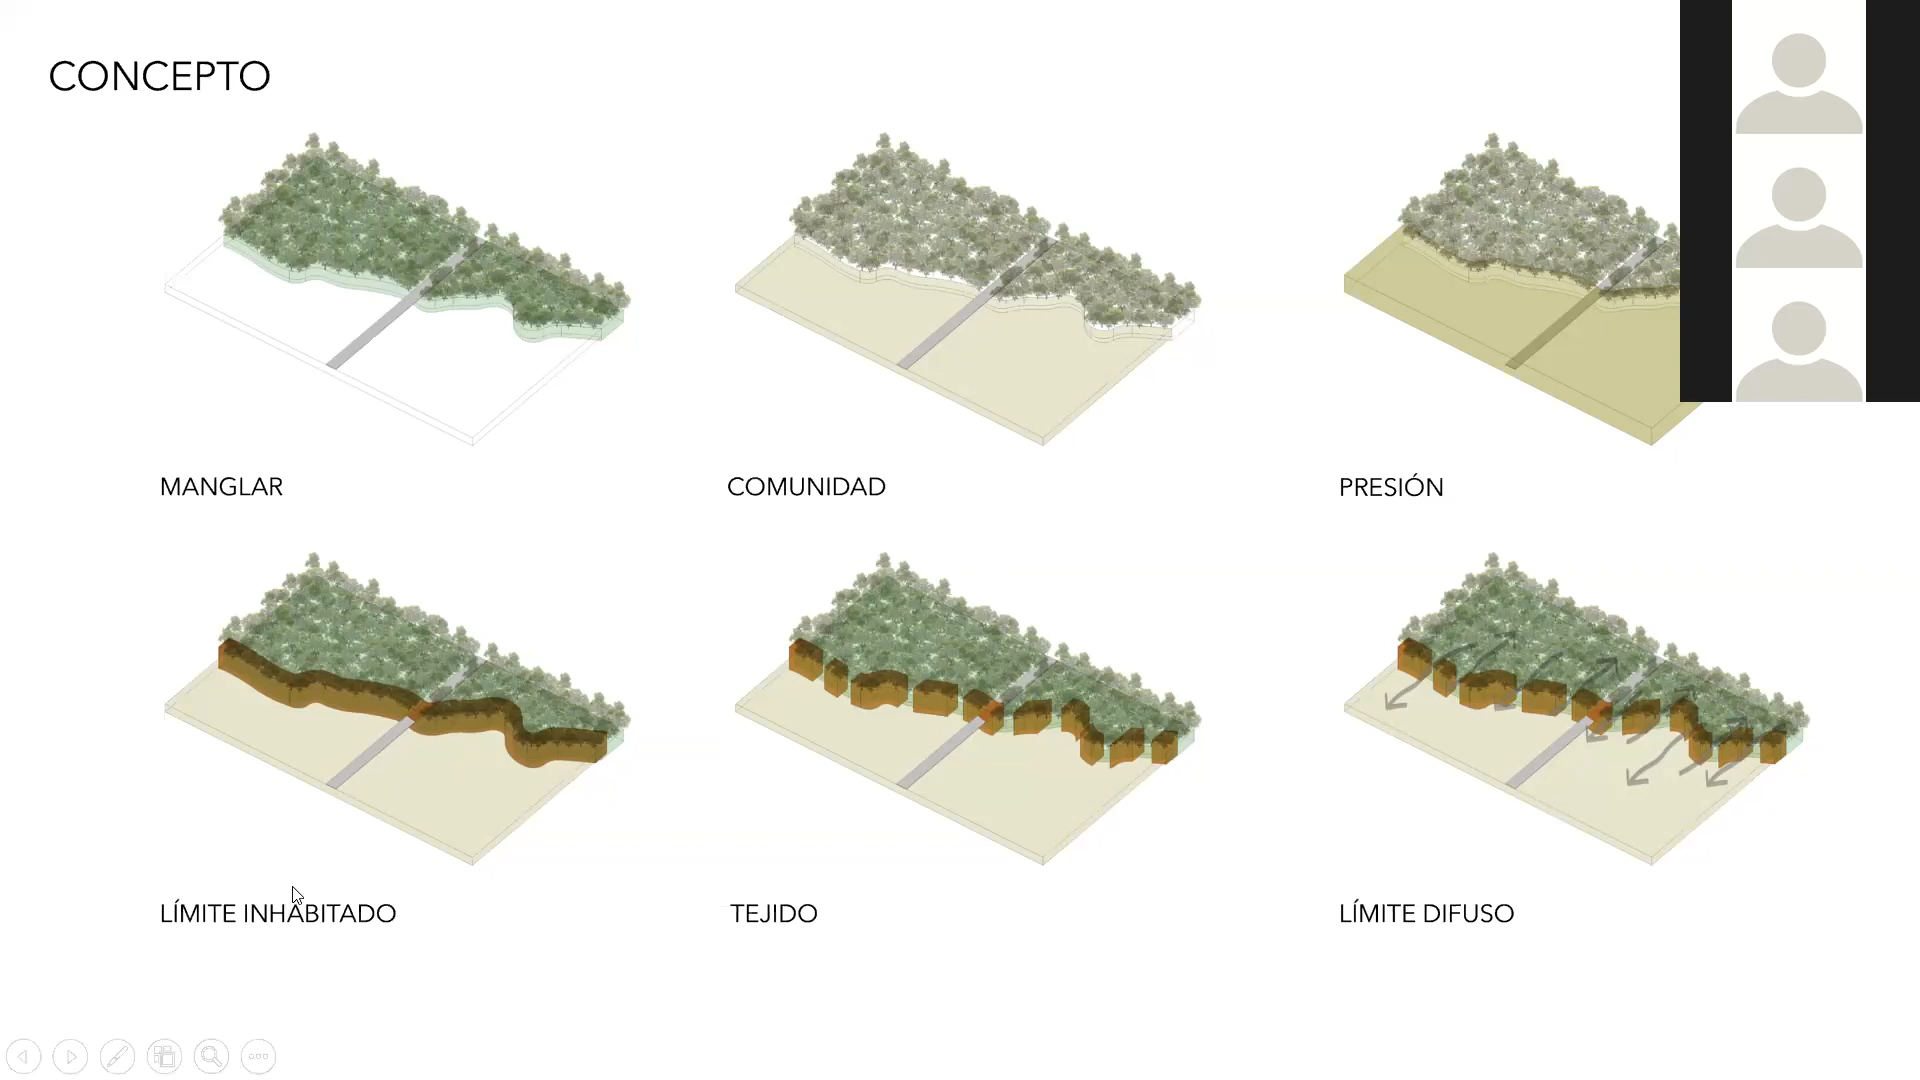 CONCEPTO
MANGLAR
COMUNIDAD
PRESIÓN
LÍMITE INHABITADO
TEJIDO
LÍMITE DIFUSO